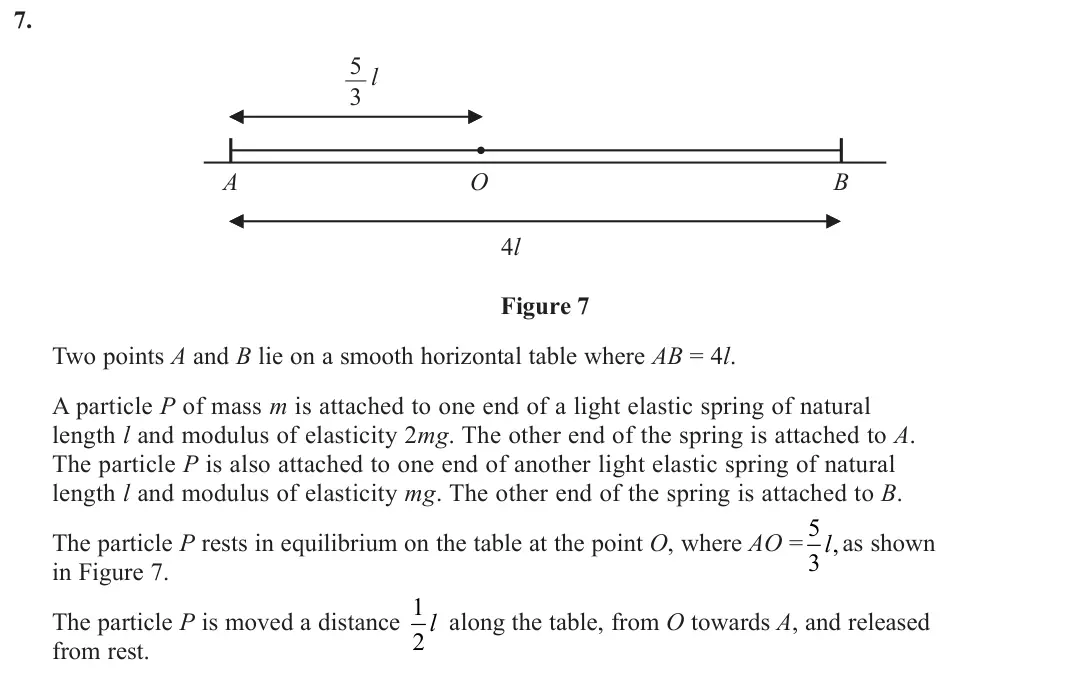 7.
5/3 l
A O B
4l
Figure 7
Two points A and B lie on a smooth horizontal table where AB = 4l.
A particle P of mass m is attached to one end of a light elastic spring of natural
length l and modulus of elasticity 2mg. The other end of the spring is attached to A.
The particle P is also attached to one end of another light elastic spring of natural
length l and modulus of elasticity mg. The other end of the spring is attached to B.
The particle P rests in equilibrium on the table at the point O, where AO = 5/3 l, as shown
in Figure 7.
The particle P is moved a distance 1/2 l along the table, from O towards A, and released
from rest.